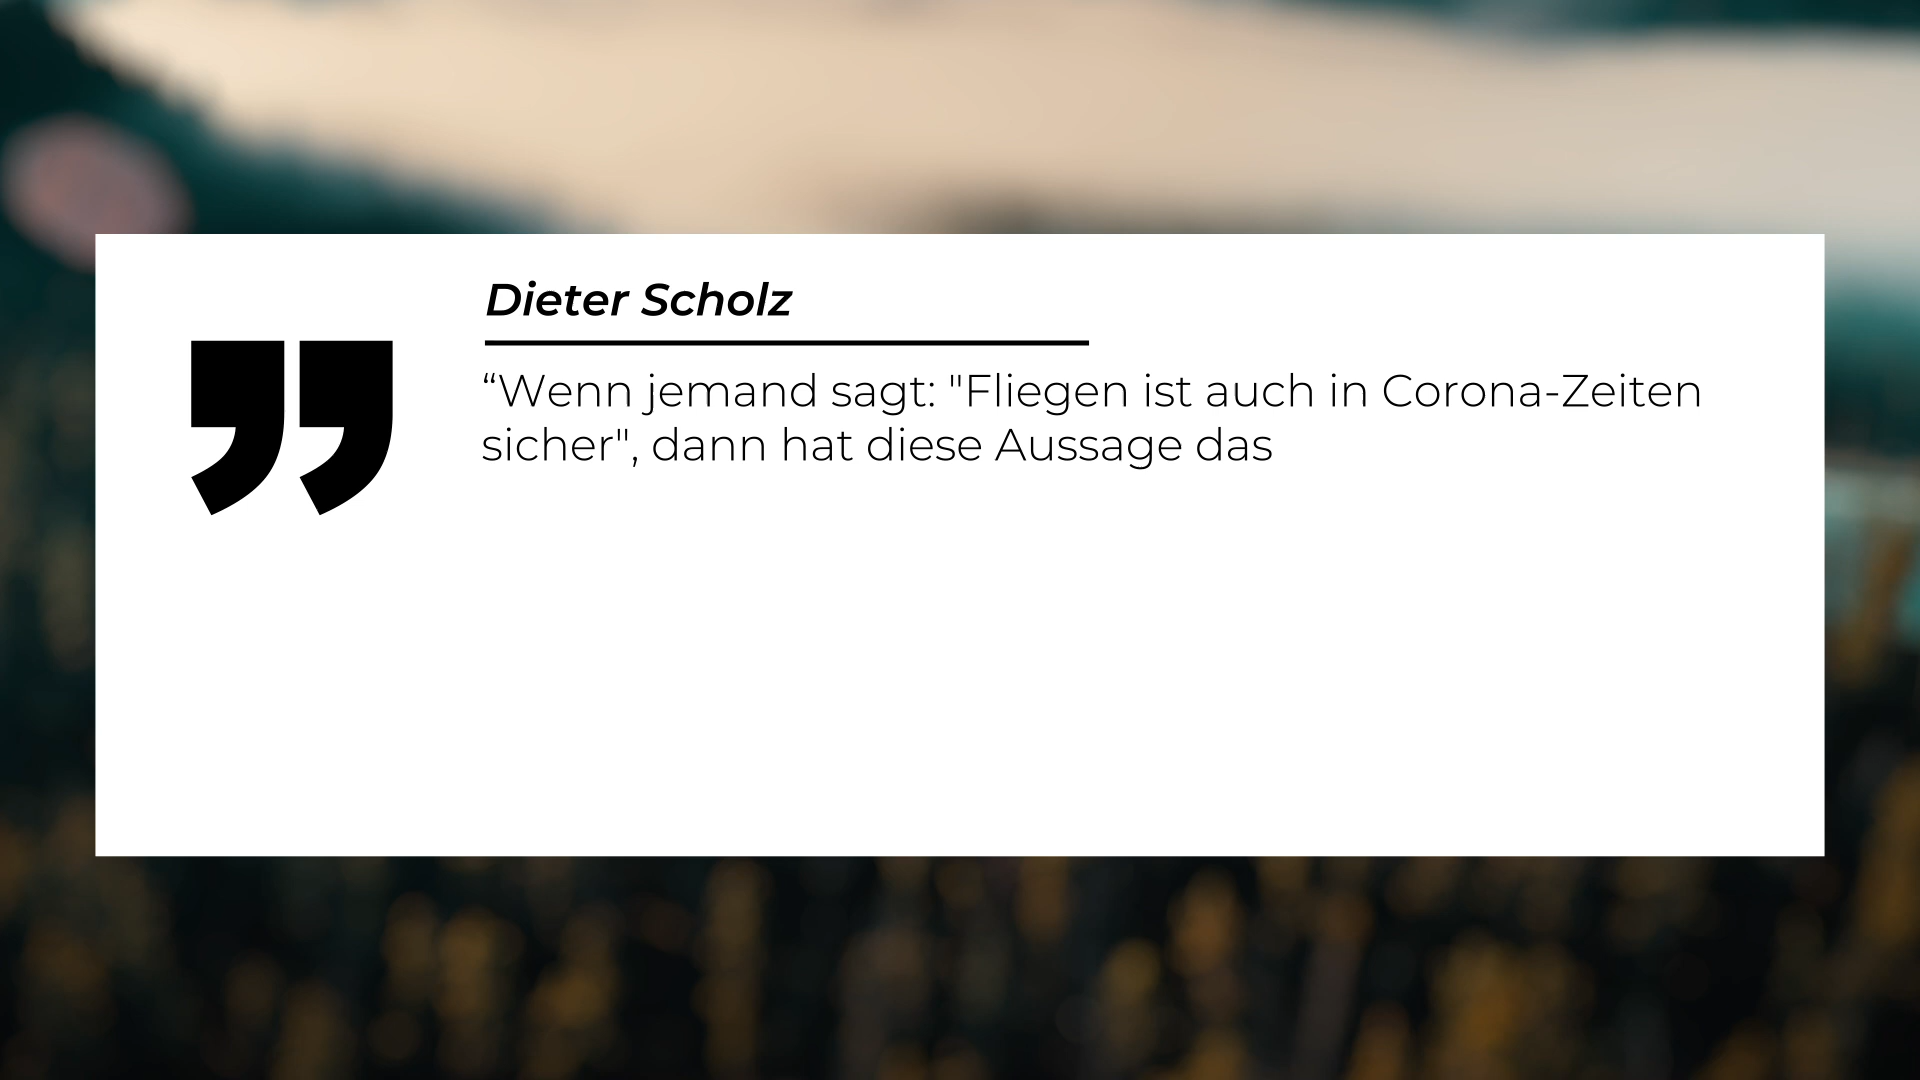 Dieter Scholz
“Wenn jemand sagt: "Fliegen ist auch in Corona-Zeiten
sicher", dann hat diese Aussage das